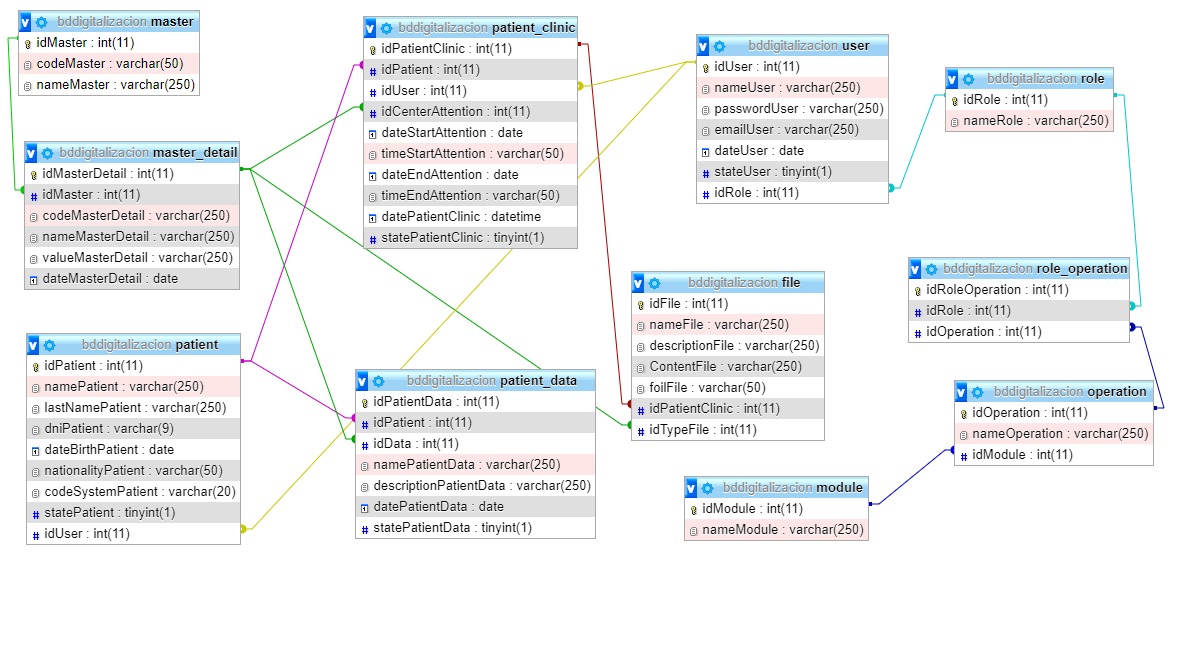 bddigitalizacion master
idMaster : int(11)
codeMaster : varchar(50)
nameMaster : varchar(250)
bddigitalizacion master_detail
idMasterDetail : int(11)
idMaster : int(11)
codeMasterDetail : varchar(250)
nameMasterDetail : varchar(250)
valueMasterDetail : varchar(250)
dateMasterDetail : date
bddigitalizacion patient
idPatient : int(11)
namePatient : varchar(250)
lastNamePatient : varchar(250)
dniPatient : varchar(9)
dateBirthPatient : date
nationalityPatient : varchar(50)
codeSystemPatient : varchar(20)
statePatient : tinyint(1)
idUser : int(11)
bddigitalizacion patient_clinic
idPatientClinic : int(11)
idPatient : int(11)
idUser : int(11)
idCenterAttention : int(11)
dateStartAttention : date
timeStartAttention : varchar(50)
dateEndAttention : date
timeEndAttention : varchar(50)
datePatientClinic : datetime
statePatientClinic : tinyint(1)
bddigitalizacion patient_data
idPatientData : int(11)
idPatient : int(11)
idData : int(11)
namePatientData : varchar(250)
descriptionPatientData : varchar(250)
datePatientData : date
statePatientData : tinyint(1)
bddigitalizacion user
idUser : int(11)
nameUser : varchar(250)
passwordUser : varchar(250)
emailUser : varchar(250)
dateUser : date
stateUser : tinyint(1)
idRole : int(11)
bddigitalizacion file
idFile : int(11)
nameFile : varchar(250)
descriptionFile : varchar(250)
ContentFile : varchar(250)
foilFile : varchar(50)
idPatientClinic : int(11)
idTypeFile : int(11)
bddigitalizacion module
idModule : int(11)
nameModule : varchar(250)
bddigitalizacion role
idRole : int(11)
nameRole : varchar(250)
bddigitalizacion role_operation
idRoleOperation : int(11)
idRole : int(11)
idOperation : int(11)
bddigitalizacion operation
idOperation : int(11)
nameOperation : varchar(250)
idModule : int(11)